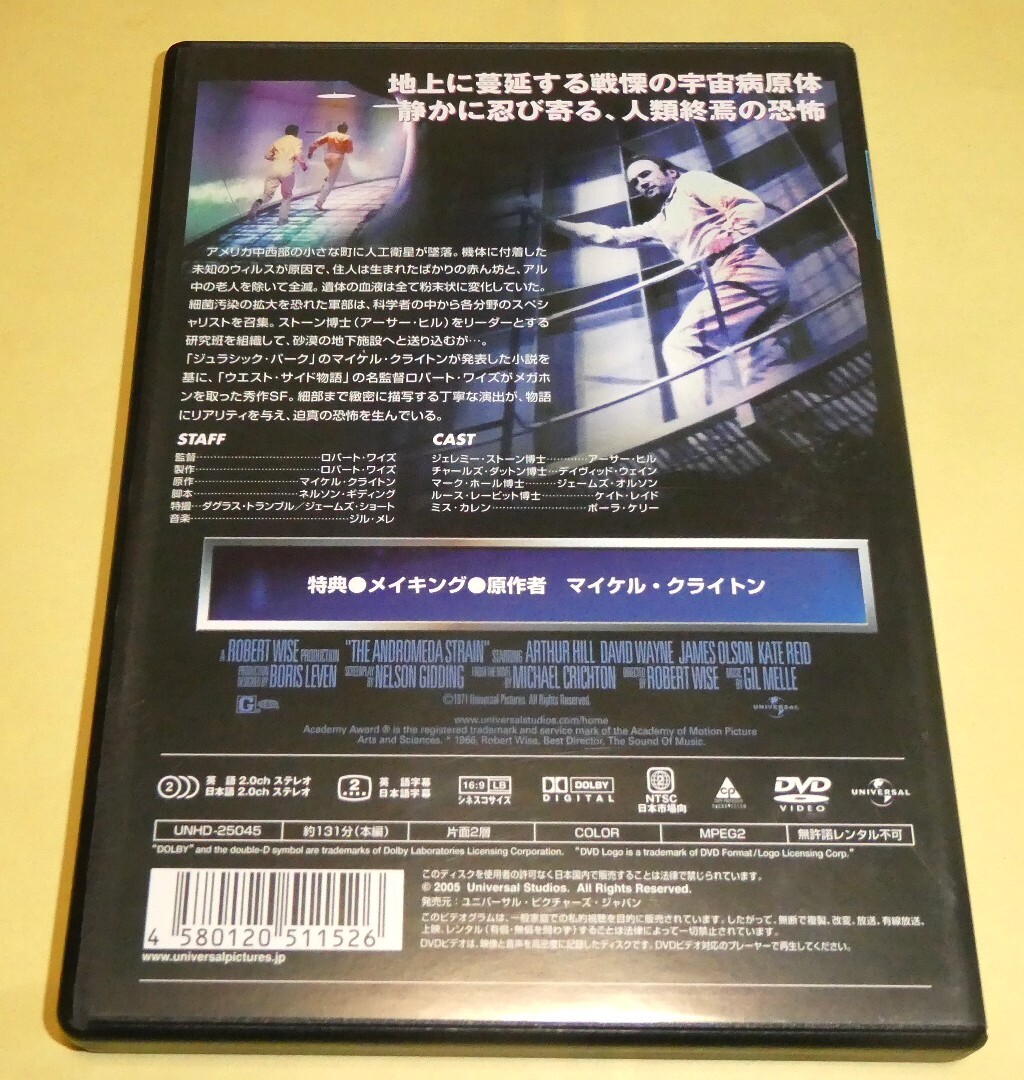 地上に蔓延する戦慄の宇宙病原体
静かに忍び寄る、人類終焉の恐怖
アメリカ中西部の小さな町に人工衛星が墜落。機体に付着した
未知のウィルスが原因で、住人は生まれたばかりの赤ん坊と、アル
中の老人を除いて全滅。遺体の血液は全て粉末状に変化していた。
細菌汚染の拡大を恐れた軍部は、科学者の中から各分野のスペシ
ャリストを召集。ストーン博士(アーサー・ヒル)をリーダーとする
研究班を組織して、砂漠の地下施設へと送り込むが…。
「ジュラシック・パーク」のマイケル・クライトンが発表した小説を
基に、「ウエスト・サイド物語」の名監督ロバート・ワイズがメガホ
ンを取った秀作SF。細部まで緻密に描写する丁寧な演出が、物語
にリアリティを与え、迫真の恐怖を生んでいる。
STAFF
監督……ロバート・ワイズ
製作……ロバート・ワイズ
原作……マイケル・クライトン
脚本……ネルソン・ギディング
特撮…ダグラス・トランブル/ジェームズ・ショート
音楽……ジル・メレ
CAST
ジェレミー・ストーン博士……アーサー・ヒル
チャールズ・ダットン博士…デイヴィッド・ウェイン
マーク・ホール博士……ジェームズ・オルソン
ルース・レービット博士……ケイト・レイド
ミス・カレン……ポーラ・ケリー
特典●メイキング●原作者 マイケル・クライトン
A ROBERT WISE PRODUCTION "THE ANDROMEDA STRAIN" STARRING ARTHUR HILL DAVID WAYNE JAMES OLSON KATE REID
PRODUCTION DESIGNED BY BORIS LEVEN SCREENPLAY BY NELSON GIDDING FROM THE NOVEL BY MICHAEL CRICHTON DIRECTED BY ROBERT WISE MUSIC BY GIL MELLE
©1971 Universal Pictures. All Rights Reserved.
G
UNIVERSAL
www.universalstudios.com/home
Academy Award ® is the registered trademark and service mark of the Academy of Motion Picture
Arts and Sciences. * 1966, Robert Wise, Best Director, The Sound Of Music.
2 英 語 2.0ch ステレオ
日本語 2.0ch ステレオ
2 英 語字幕
日本語字幕
16:9 LB
シネスコサイズ
DOLBY
DIGITAL
2
NTSC
日本市場向
CP
DVD
VIDEO
UNIVERSAL
UNHD-25045 約131分(本編) 片面2層 COLOR MPEG2 無許諾レンタル不可
"DOLBY" and the double-D symbol are trademarks of Dolby Laboratories Licensing Corporation. "DVD Logo is a trademark of DVD Format/Logo Licensing Corp."
4 580120 511526
www.universalpictures.jp
このディスクを使用者の許可なく日本国内で販売することは法律で禁じられています。
© 2005 Universal Studios. All Rights Reserved.
発売元:ユニバーサル・ピクチャーズ・ジャパン
このビデオグラムは、一般家庭での私的視聴を目的に販売されています。したがって、無断で複製、改変、放送、有線放送、
上映、レンタル(有償・無償を問わず)することは法律によって一切禁止されています。
DVDビデオは、映像と音声を高密度に記録したディスクです。DVDビデオ対応のプレーヤーで再生してください。